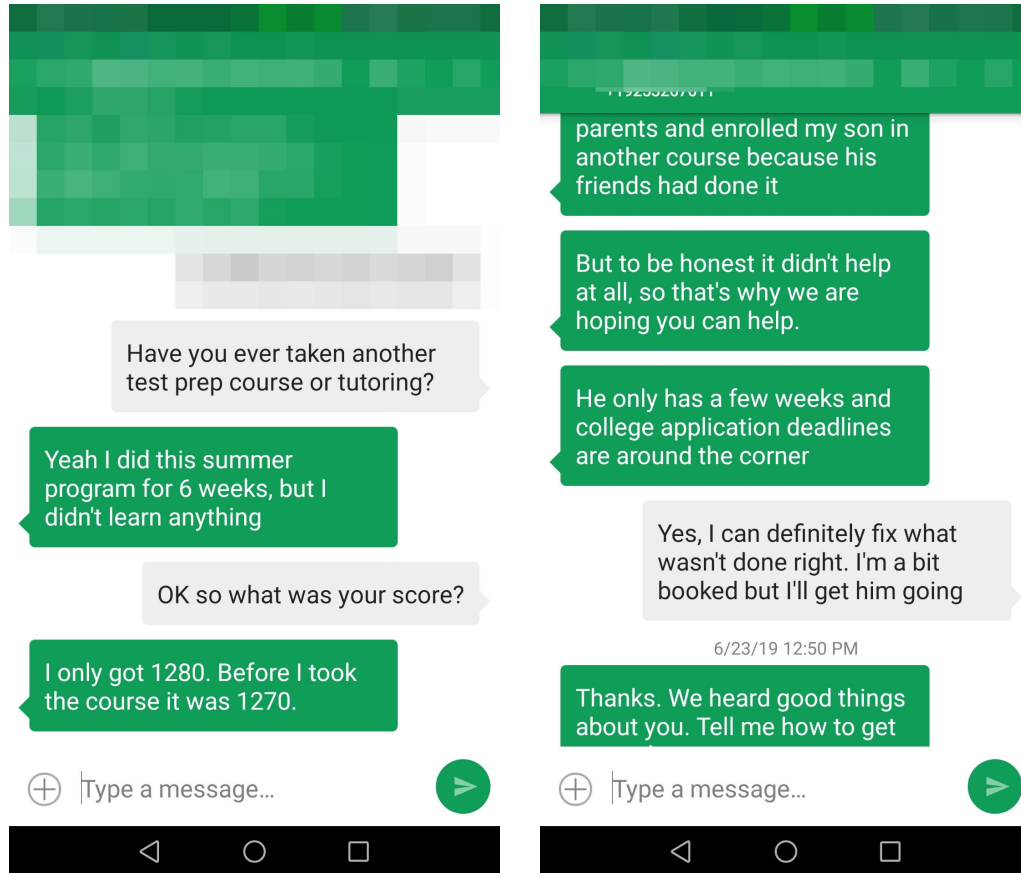 Have you ever taken another
test prep course or tutoring?
Yeah I did this summer
program for 6 weeks, but I
didn't learn anything
OK so what was your score?
I only got 1280. Before I took
the course it was 1270.
Type a message...
parents and enrolled my son in
another course because his
friends had done it
But to be honest it didn't help
at all, so that's why we are
hoping you can help.
He only has a few weeks and
college application deadlines
are around the corner
Yes, I can definitely fix what
wasn't done right. I'm a bit
booked but I'll get him going
6/23/19 12:50 PM
Thanks. We heard good things
about you. Tell me how to get
Type a message...